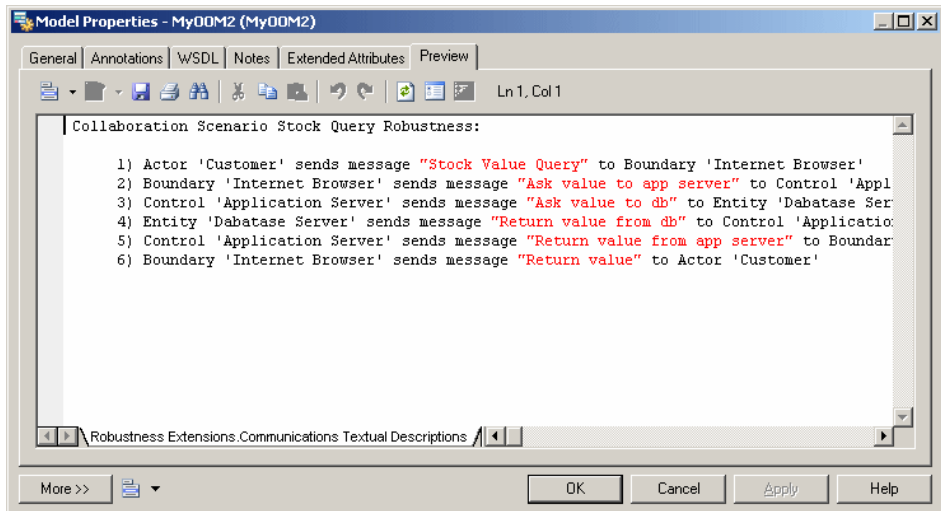 Model Properties - MyOOM2 (MyOOM2)
General Annotations WSDL Notes Extended Attributes Preview
Ln 1, Col 1
Collaboration Scenario Stock Query Robustness:
1) Actor 'Customer' sends message "Stock Value Query" to Boundary 'Internet Browser'
2) Boundary 'Internet Browser' sends message "Ask value to app server" to Control 'Appl
3) Control 'Application Server' sends message "Ask value to db" to Entity 'Dabatase Ser
4) Entity 'Dabatase Server' sends message "Return value from db" to Control 'Applicatio
5) Control 'Application Server' sends message "Return value from app server" to Boundar
6) Boundary 'Internet Browser' sends message "Return value" to Actor 'Customer'
Robustness Extensions.Communications Textual Descriptions
More >> OK Cancel Apply Help